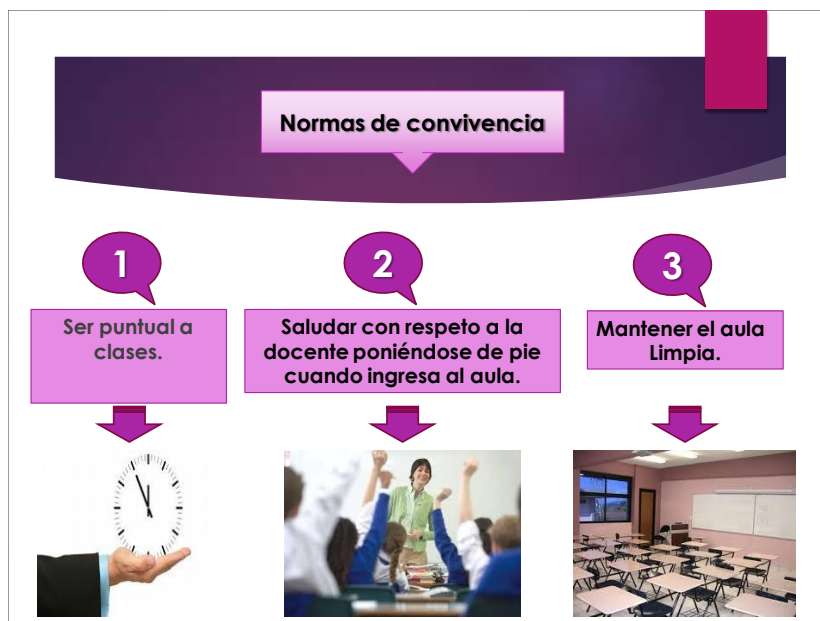 Normas de convivencia
1
Ser puntual a
clases.
2
Saludar con respeto a la
docente poniéndose de pie
cuando ingresa al aula.
3
Mantener el aula
Limpia.